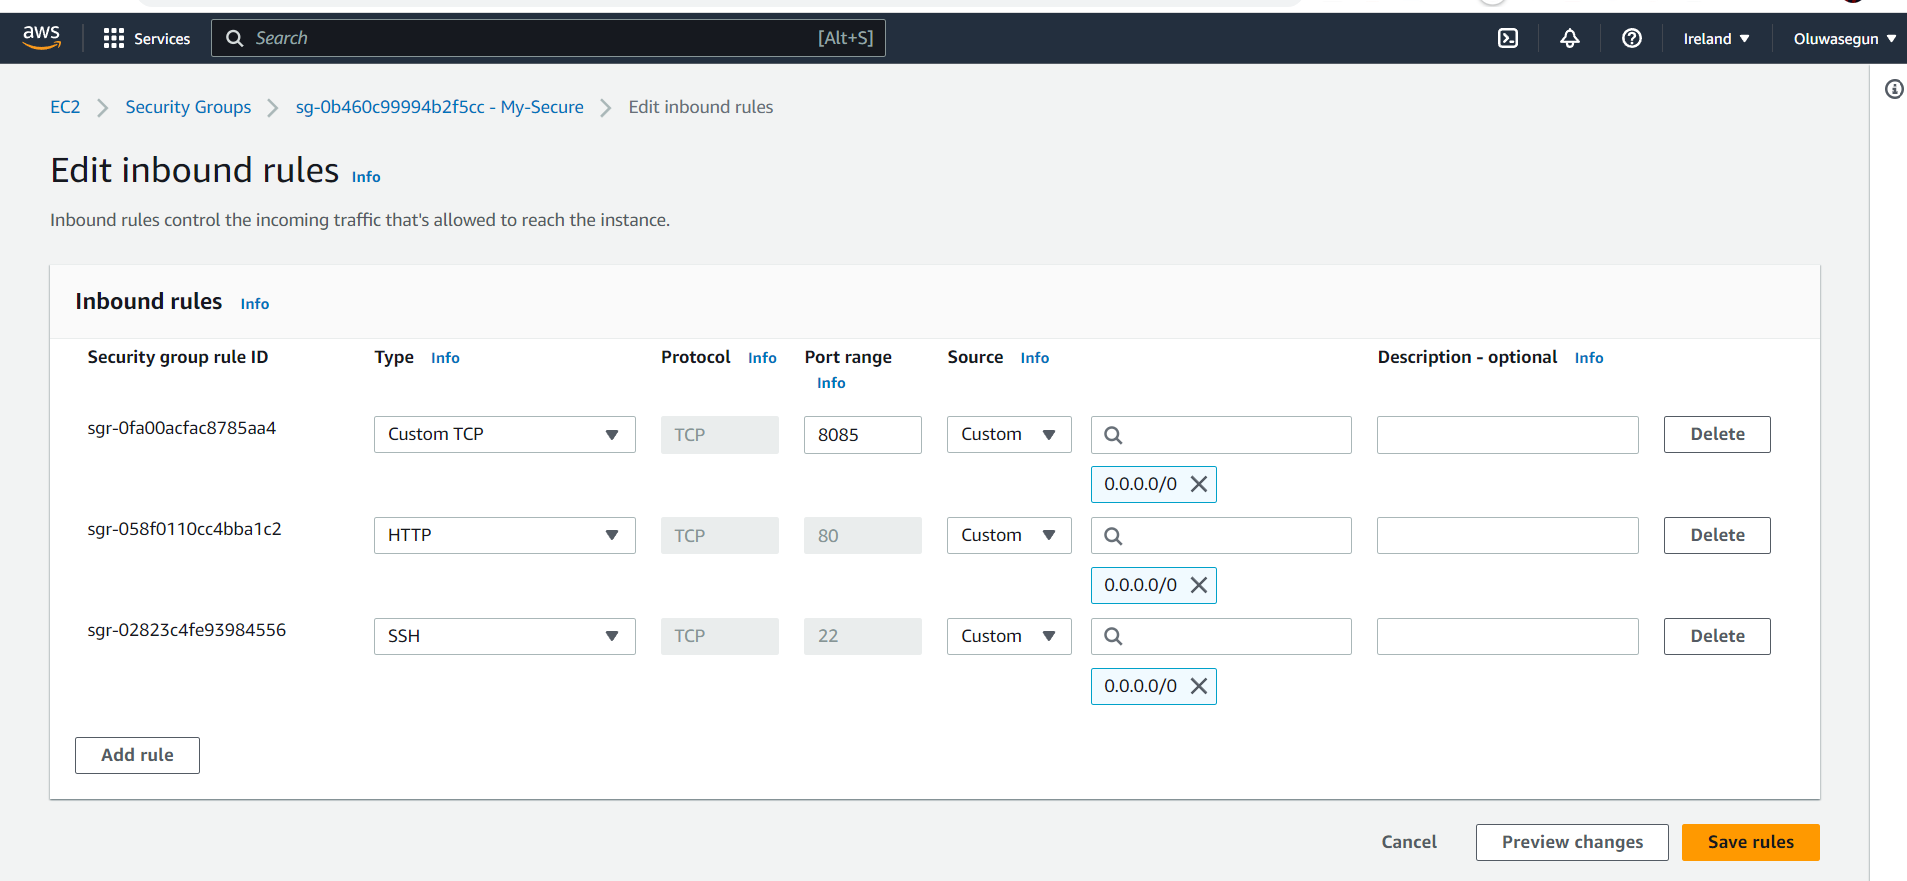 aws Services Search [Alt+S] Ireland Oluwasegun
EC2 Security Groups sg-0b460c99994b2f5cc - My-Secure Edit inbound rules
Edit inbound rules Info
Inbound rules control the incoming traffic that's allowed to reach the instance.
Inbound rules Info
Security group rule ID Type Info Protocol Info Port range Source Info Description - optional Info
Info
sgr-0fa00acfac8785aa4 Custom TCP TCP 8085 Custom Delete
0.0.0.0/0
sgr-058f0110cc4bba1c2 HTTP TCP 80 Custom Delete
0.0.0.0/0
sgr-02823c4fe93984556 SSH TCP 22 Custom Delete
0.0.0.0/0
Add rule
Cancel Preview changes Save rules